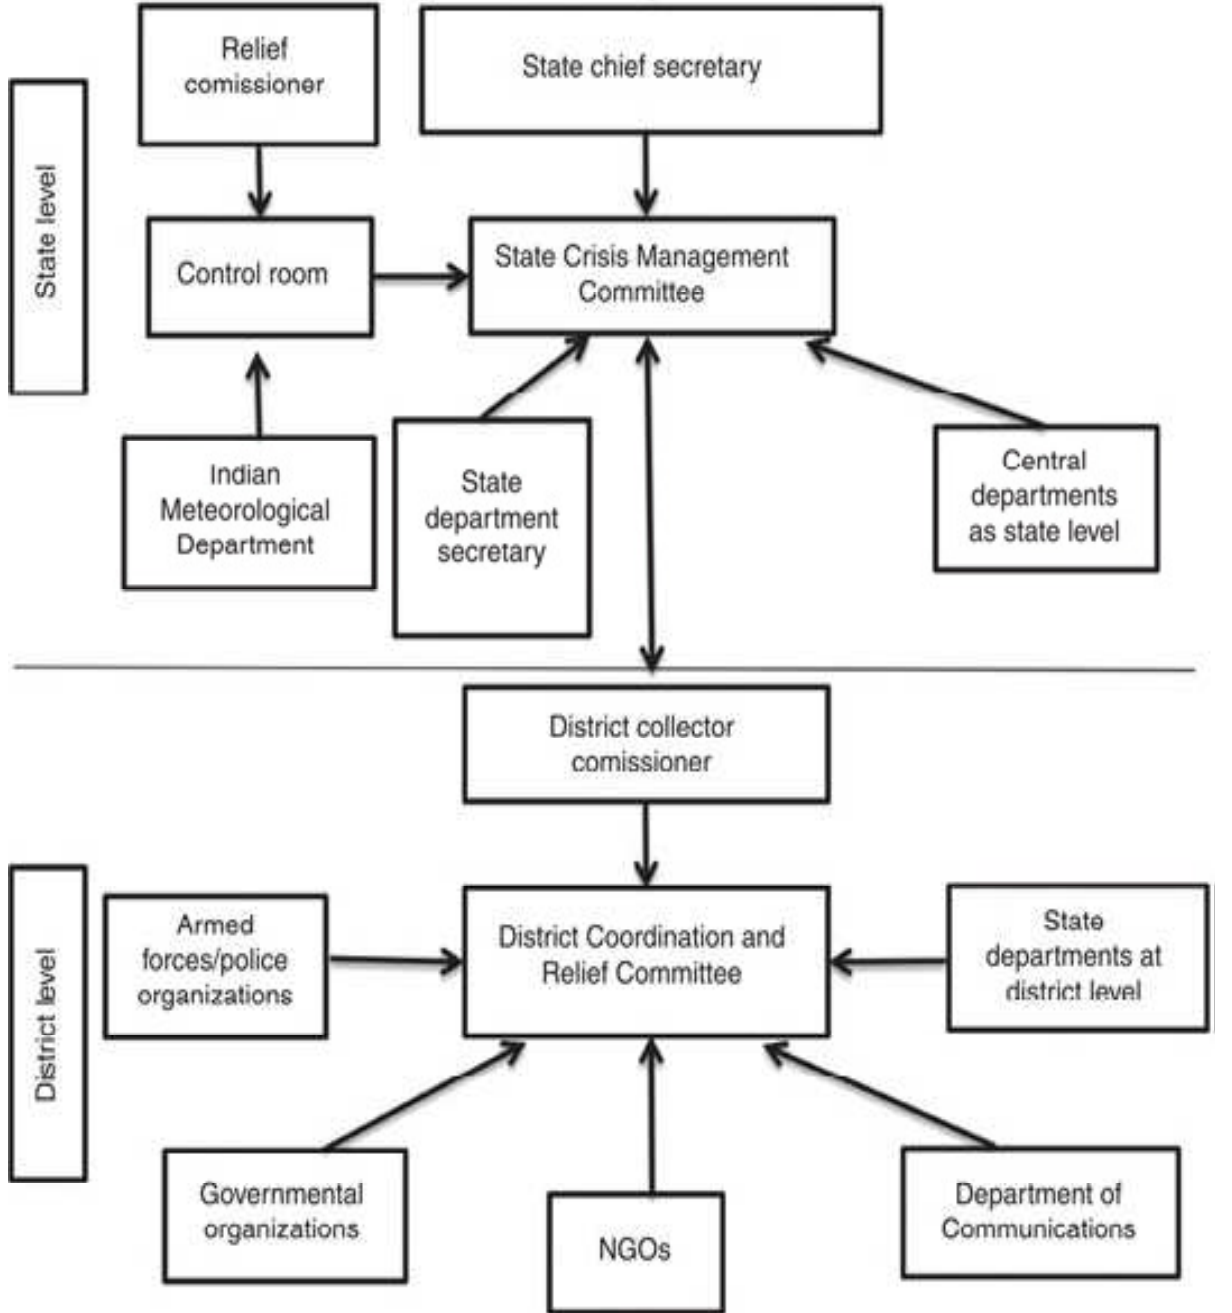 Relief
comissioner
State chief secretary
State level
Control room
State Crisis Management
Committee
Indian
Meteorological
Department
State
department
secretary
Central
departments
as state level
District collector
comissioner
District level
Armed
forces/police
organizations
District Coordination and
Relief Committee
State
departments at
district level
Governmental
organizations
NGOs
Department of
Communications